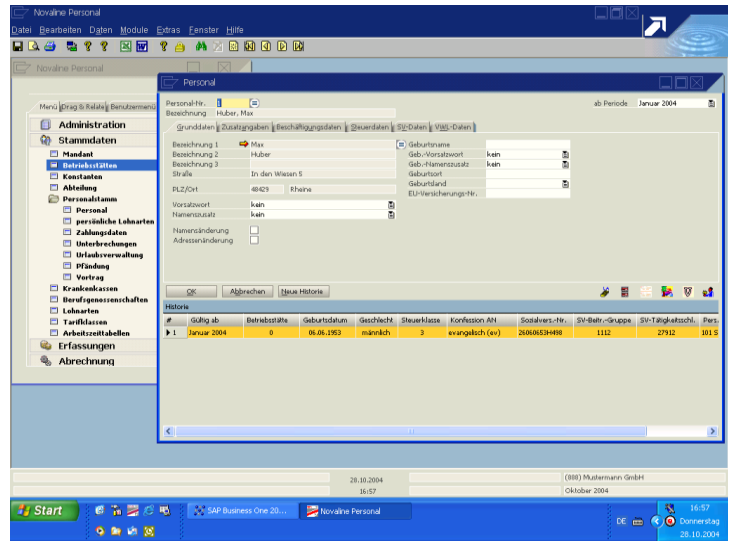 Novaline Personal
Datei Bearbeiten Daten Module Extras Fenster Hilfe
Novaline Personal
Menü Drag & Relate Benutzermenü
Administration
Stammdaten
Mandant
Betriebsstätten
Konstanten
Abteilung
Personalstamm
Personal
persönliche Lohnarten
Zahlungsdaten
Unterbrechungen
Urlaubsverwaltung
Pfändung
Vortrag
Krankenkassen
Berufsgenossenschaften
Lohnarten
Tarifklassen
Arbeitszeittabellen
Erfassungen
Abrechnung
Personal
Personal-Nr. 1 ab Periode Januar 2004
Bezeichnung Huber, Max
Grunddaten Zusatzangaben Beschäftigungsdaten Steuerdaten SV-Daten VWL-Daten
Bezeichnung 1 Max Geburtsname
Bezeichnung 2 Huber Geb.-Vorsatzwort kein
Bezeichnung 3 Geb.-Namenszusatz kein
Straße In den Wiesen 5 Geburtsort
Geburtsland
PLZ/Ort 48429 Rheine EU-Versicherungs-Nr.
Vorsatzwort kein
Namenszusatz kein
Namensänderung
Adressenänderung
OK Abbrechen Neue Historie
Historie
# Gültig ab Betriebsstätte Geburtsdatum Geschlecht Steuerklasse Konfession AN Sozialvers.-Nr. SV-Beitr.-Gruppe SV-Tätigkeitsschl. Pers.
1 Januar 2004 0 06.06.1953 männlich 3 evangelisch (ev) 26060653H498 1112 27912 101 S
28.10.2004 (000) Mustermann GmbH
16:57 Oktober 2004
Start SAP Business One 20... Novaline Personal
DE
16:57
Donnerstag
28.10.2004